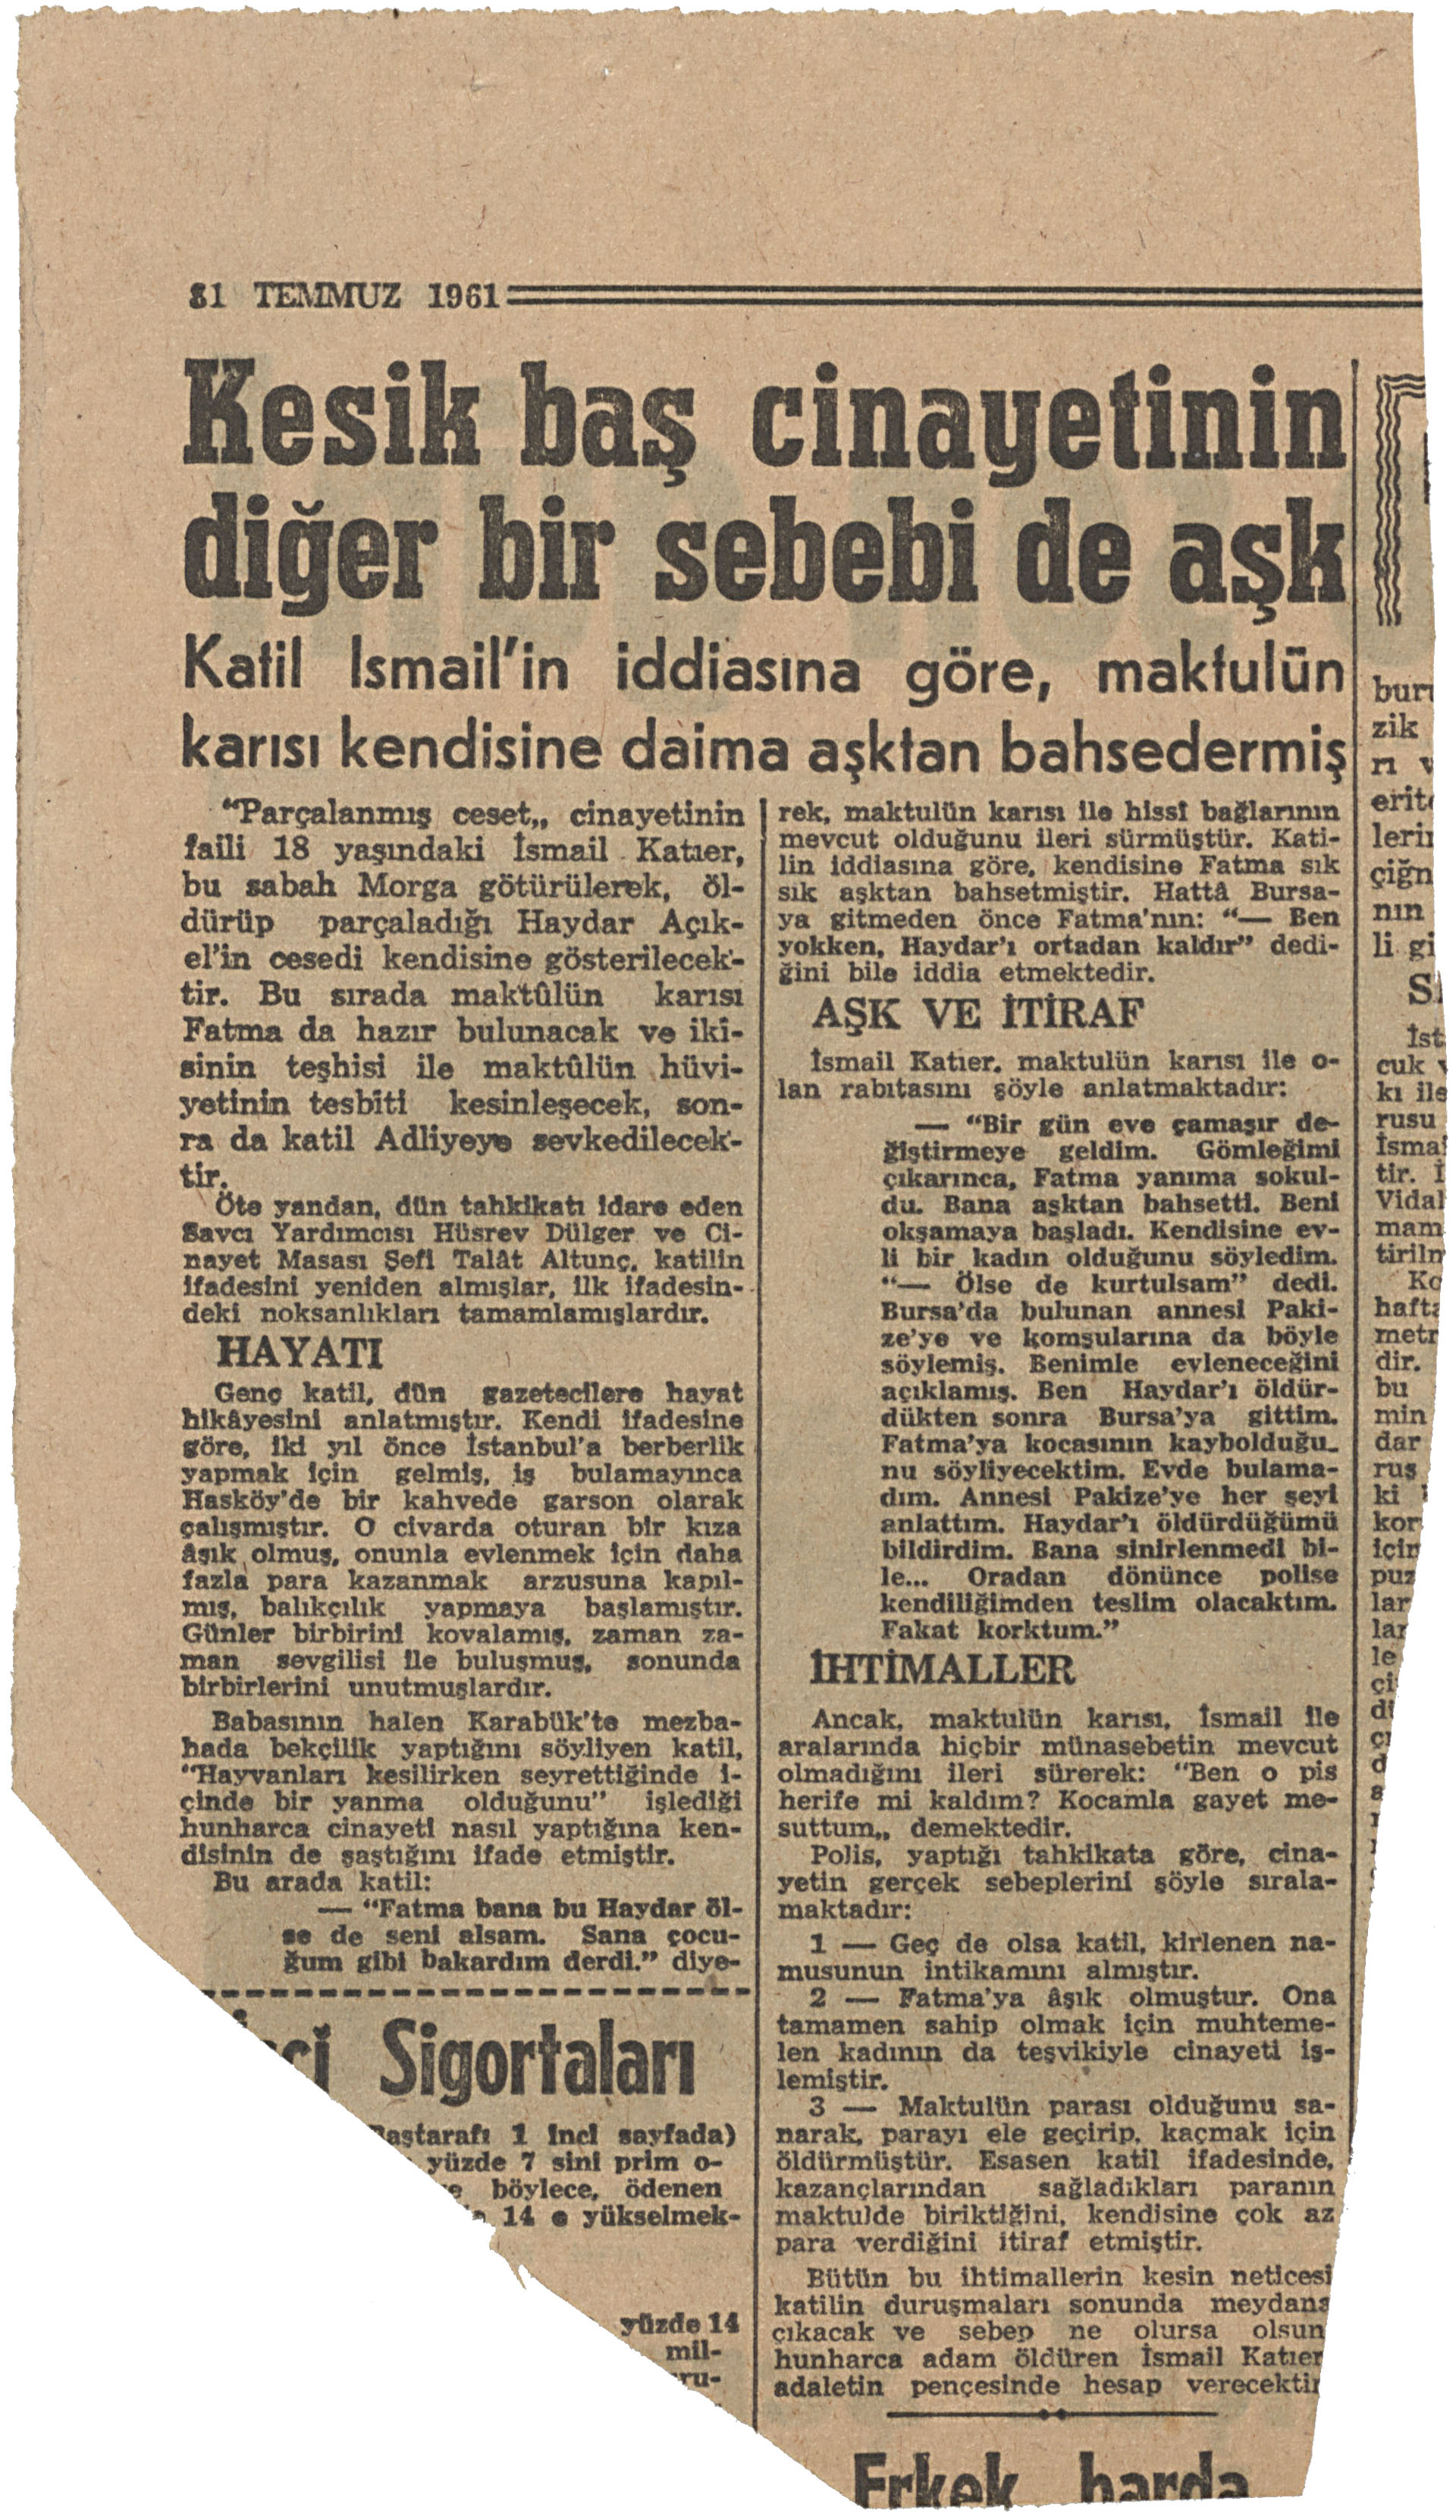 31 TEMMUZ 1961
Kesik baş cinayetinin
diğer bir sebebi de aşk
Katil Ismail'in iddiasına göre, maktulün
karısı kendisine daima aşktan bahsedermiş
"Parçalanmış ceset,, cinayetinin
faili 18 yaşındaki İsmail Katıer,
bu sabah Morga götürülerek, öl-
dürüp parçaladığı Haydar Açık-
el'in cesedi kendisine gösterilecek-
tir. Bu sırada maktûlün karısı
Fatma da hazır bulunacak ve iki-
sinin teşhisi ile maktûlün hüvi-
yetinin tesbiti kesinleşecek, son-
ra da katil Adliyeye sevkedilecek-
tir.
Öte yandan, dün tahkikatı idare eden
Savcı Yardımcısı Hüsrev Dülger ve Ci-
nayet Masası Şefi Talât Altunç, katilin
ifadesini yeniden almışlar, ilk ifadesin-
deki noksanlıkları tamamlamışlardır.
HAYATI
Genç katil, dün gazetecilere hayat
hikâyesini anlatmıştır. Kendi ifadesine
göre, iki yıl önce İstanbul'a berberlik
yapmak için gelmiş, iş bulamayınca
Hasköy'de bir kahvede garson olarak
çalışmıştır. O civarda oturan bir kıza
âşık olmuş, onunla evlenmek için daha
fazla para kazanmak arzusuna kapıl-
mış, balıkçılık yapmaya başlamıştır.
Günler birbirini kovalamış, zaman za-
man sevgilisi ile buluşmuş, sonunda
birbirlerini unutmuşlardır.
Babasının halen Karabük'te mezba-
hada bekçilik yaptığını söyliyen katil,
"Hayvanları kesilirken seyrettiğinde i-
çinde bir yanma olduğunu" işlediği
hunharca cinayeti nasıl yaptığına ken-
disinin de şaştığını ifade etmiştir.
Bu arada katil:
— "Fatma bana bu Haydar öl-
se de seni alsam. Sana çocu-
ğum gibi bakardım derdi." diye-
Sigortaları
1 inci sayfada)
yüzde 7 sini prim o-
böylece, ödenen
14 e yükselmek-
yüzde 14
mil-
rek, maktulün karısı ile hissî bağlarının
mevcut olduğunu ileri sürmüştür. Kati-
lin iddiasına göre, kendisine Fatma sık
sık aşktan bahsetmiştir. Hattâ Bursa-
ya gitmeden önce Fatma'nın: "— Ben
yokken, Haydar'ı ortadan kaldır" dedi-
ğini bile iddia etmektedir.
AŞK VE İTİRAF
İsmail Katıer, maktulün karısı ile o-
lan rabıtasını şöyle anlatmaktadır:
— "Bir gün eve çamaşır de-
ğiştirmeye geldim. Gömleğimi
çıkarınca, Fatma yanıma sokul-
du. Bana aşktan bahsetti. Beni
okşamaya başladı. Kendisine ev-
li bir kadın olduğunu söyledim.
"— Ölse de kurtulsam" dedi.
Bursa'da bulunan annesi Paki-
ze'ye ve komşularına da böyle
söylemiş. Benimle evleneceğini
açıklamış. Ben Haydar'ı öldür-
dükten sonra Bursa'ya gittim.
Fatma'ya kocasının kaybolduğu-
nu söyliyecektim. Evde bulama-
dım. Annesi Pakize'ye her şeyi
anlattım. Haydar'ı öldürdüğümü
bildirdim. Bana sinirlenmedi bi-
le... Oradan dönünce polise
kendiliğimden teslim olacaktım.
Fakat korktum."
İHTİMALLER
Ancak, maktulün karısı, İsmail ile
aralarında hiçbir münasebetin mevcut
olmadığını ileri sürerek: "Ben o pis
herife mi kaldım? Kocamla gayet me-
suttum,, demektedir.
Polis, yaptığı tahkikata göre, cina-
yetin gerçek sebeplerini şöyle sırala-
maktadır:
1 — Geç de olsa katil, kirlenen na-
musunun intikamını almıştır.
2 — Fatma'ya âşık olmuştur. Ona
tamamen sahip olmak için muhteme-
len kadının da teşvikiyle cinayeti iş-
lemiştir.
3 — Maktulün parası olduğunu sa-
narak, parayı ele geçirip, kaçmak için
öldürmüştür. Esasen katil ifadesinde,
kazançlarından sağladıkları paranın
maktulde biriktiğini, kendisine çok az
para verdiğini itiraf etmiştir.
Bütün bu ihtimallerin kesin neticesi
katilin duruşmaları sonunda meydana
çıkacak ve sebep ne olursa olsun
hunharca adam öldüren İsmail Katıer
adaletin pençesinde hesap verecektir
Erkek
zik
li
cuk
kı ile
rusu
tir.
dir.
bu
min
dar
ki